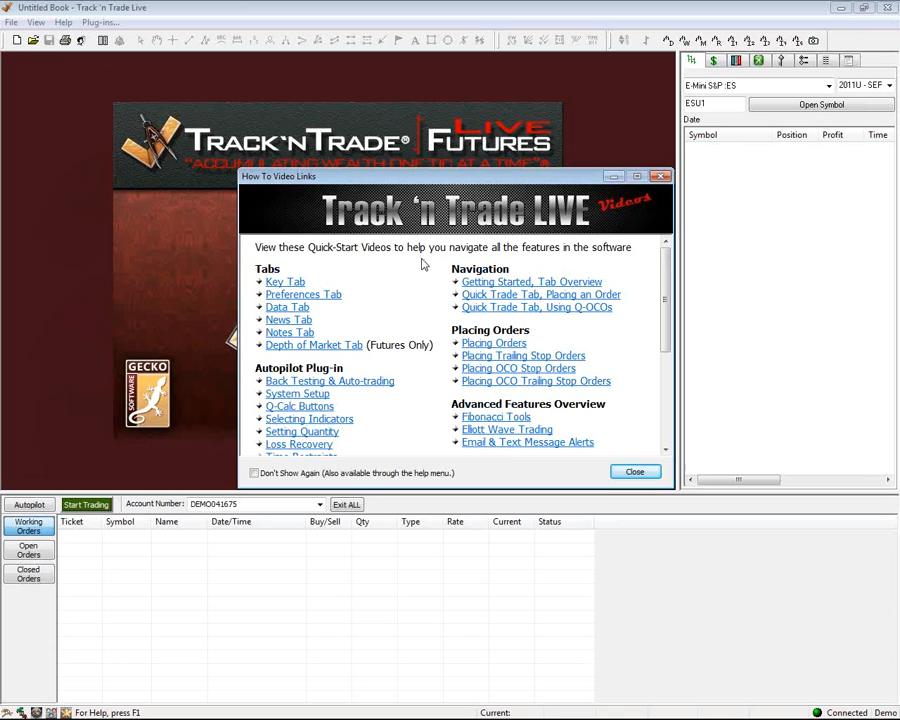 Untitled Book - Track 'n Trade Live
File View Help Plug-ins...
E-Mini S&P :ES
2011U - SEF
ESU1
Open Symbol
Date
Symbol Position Profit Time
TRACK'NTRADE® LIVE FUTURES
"ACCUMULATING WEALTH ONE TIC AT A TIME"®
GECKO
SOFTWARE
How To Video Links
Track 'n Trade LIVE Videos
View these Quick-Start Videos to help you navigate all the features in the software
Tabs
Key Tab
Preferences Tab
Data Tab
News Tab
Notes Tab
Depth of Market Tab (Futures Only)
Autopilot Plug-in
Back Testing & Auto-trading
System Setup
Q-Calc Buttons
Selecting Indicators
Setting Quantity
Loss Recovery
Time Restraints
Navigation
Getting Started, Tab Overview
Quick Trade Tab, Placing an Order
Quick Trade Tab, Using Q-OCOs
Placing Orders
Placing Orders
Placing Trailing Stop Orders
Placing OCO Stop Orders
Placing OCO Trailing Stop Orders
Advanced Features Overview
Fibonacci Tools
Elliott Wave Trading
Email & Text Message Alerts
Don't Show Again (Also available through the help menu.)
Close
Autopilot Start Trading Account Number: DEMO041675 Exit ALL
Working Orders
Open Orders
Closed Orders
Ticket Symbol Name Date/Time Buy/Sell Qty Type Rate Current Status
For Help, press F1
Current:
Connected Demo